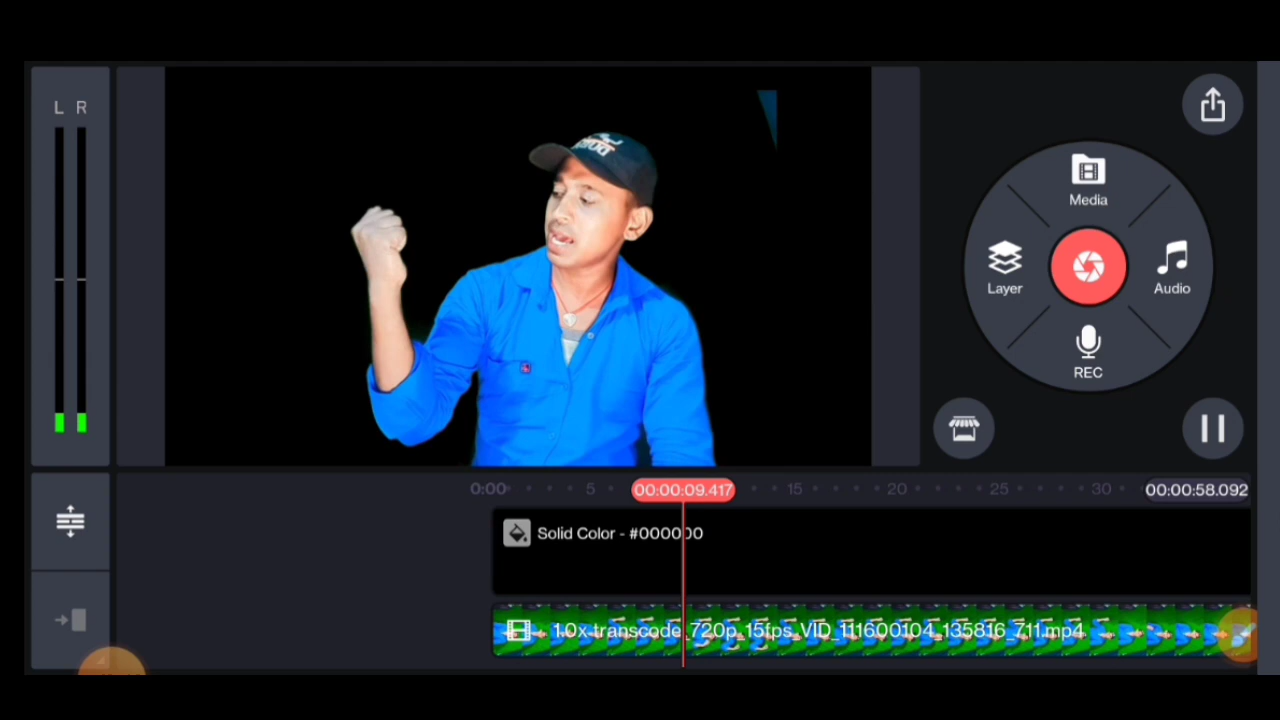 L R
Media
Layer
Audio
REC
0:00 5 00:00:09.417 15 20 25 30 00:00:58.092
Solid Color - #000000
1.0x transcode_720p_15fps_VID_111600104_135816_711.mp4